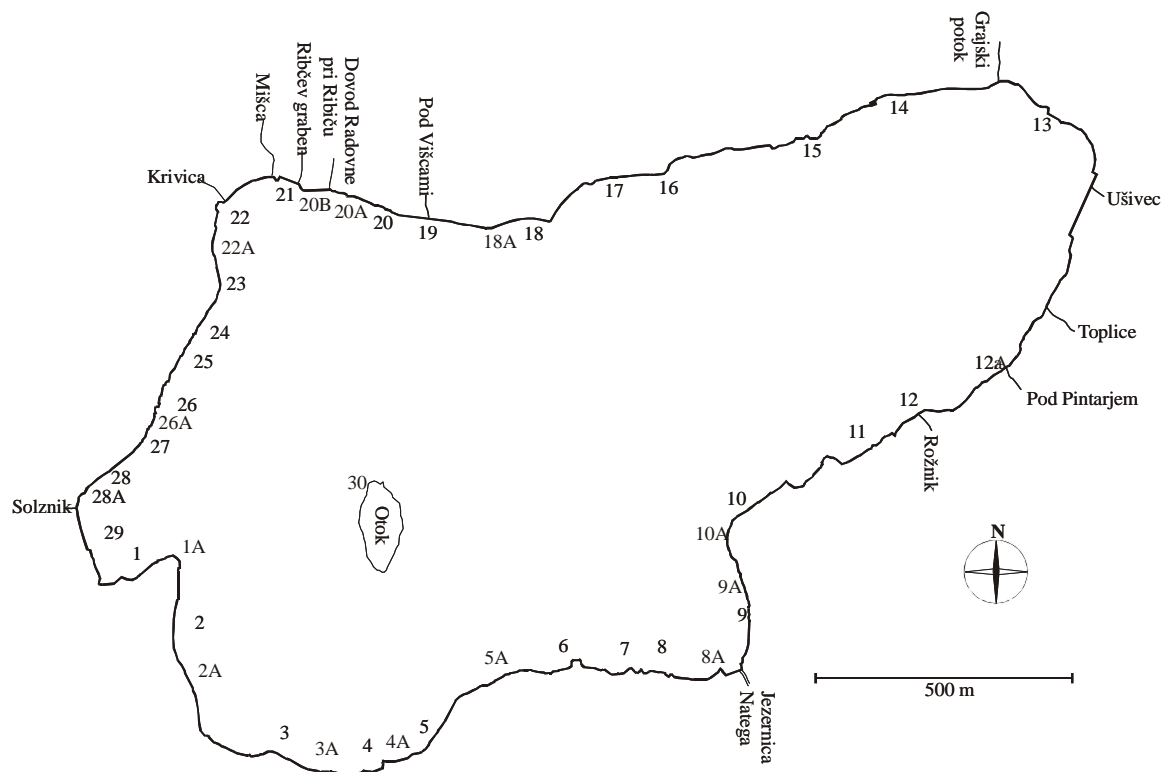 Grajski
potok
Mišca
Ribčev graben
Dovod Radovne
pri Ribiču
Pod Višcami
Krivica
14
13
15
17
16
21
20B
20A
20
19
18A
18
22
22A
23
24
25
26
26A
27
28
28A
Solznik
29
1
1A
2
2A
3
3A
4
4A
5
5A
6
7
8
8A
9
9A
10A
10
11
12
12a
Ušivec
Toplice
Pod Pintarjem
Rožnik
30
Otok
Jezernica
Natega
N
500 m